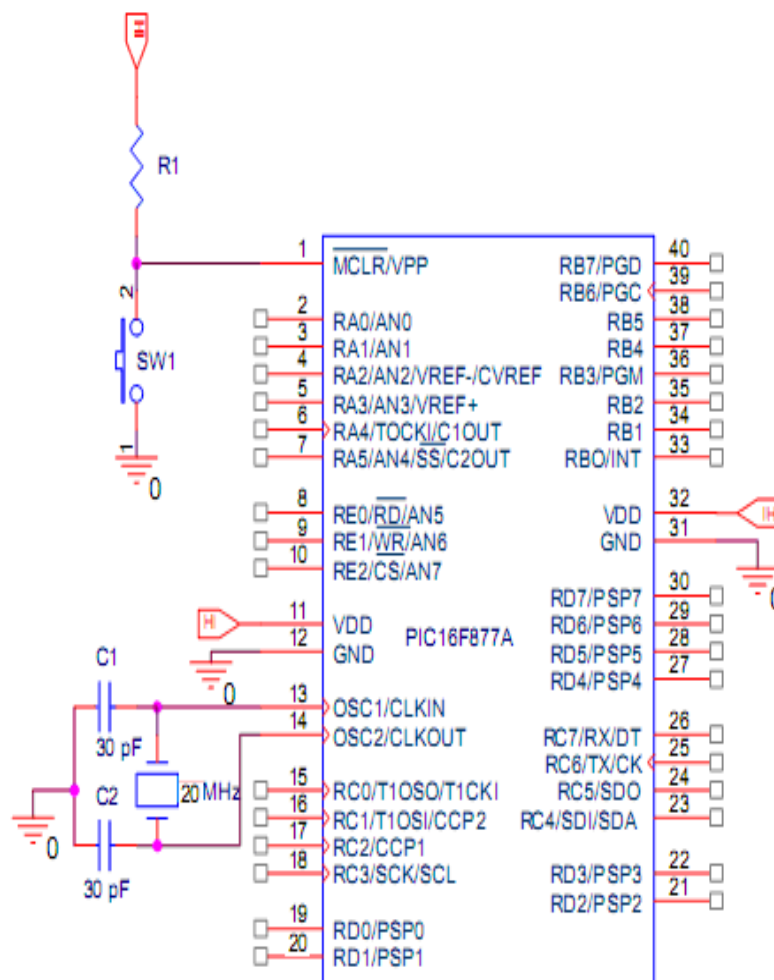 HI
R1
1
MCLR/VPP
RB7/PGD
40
RB6/PGC
39
2
2
RA0/AN0
RB5
38
3
RA1/AN1
RB4
37
SW1
4
RA2/AN2/VREF-/CVREF
RB3/PGM
36
5
RA3/AN3/VREF+
RB2
35
6
RA4/TOCKI/C1OUT
RB1
34
1
7
RA5/AN4/SS/C2OUT
RBO/INT
33
0
8
RE0/RD/AN5
VDD
32
HI
9
RE1/WR/AN6
GND
31
10
RE2/CS/AN7
0
RD7/PSP7
30
HI
11
VDD
PIC16F877A
RD6/PSP6
29
12
GND
RD5/PSP5
28
0
RD4/PSP4
27
C1
30 pF
13
OSC1/CLKIN
14
OSC2/CLKOUT
RC7/RX/DT
26
RC6/TX/CK
25
20 MHz
C2
30 pF
0
15
RC0/T1OSO/T1CKI
RC5/SDO
24
16
RC1/T1OSI/CCP2
RC4/SDI/SDA
23
17
RC2/CCP1
18
RC3/SCK/SCL
RD3/PSP3
22
RD2/PSP2
21
19
RD0/PSP0
20
RD1/PSP1